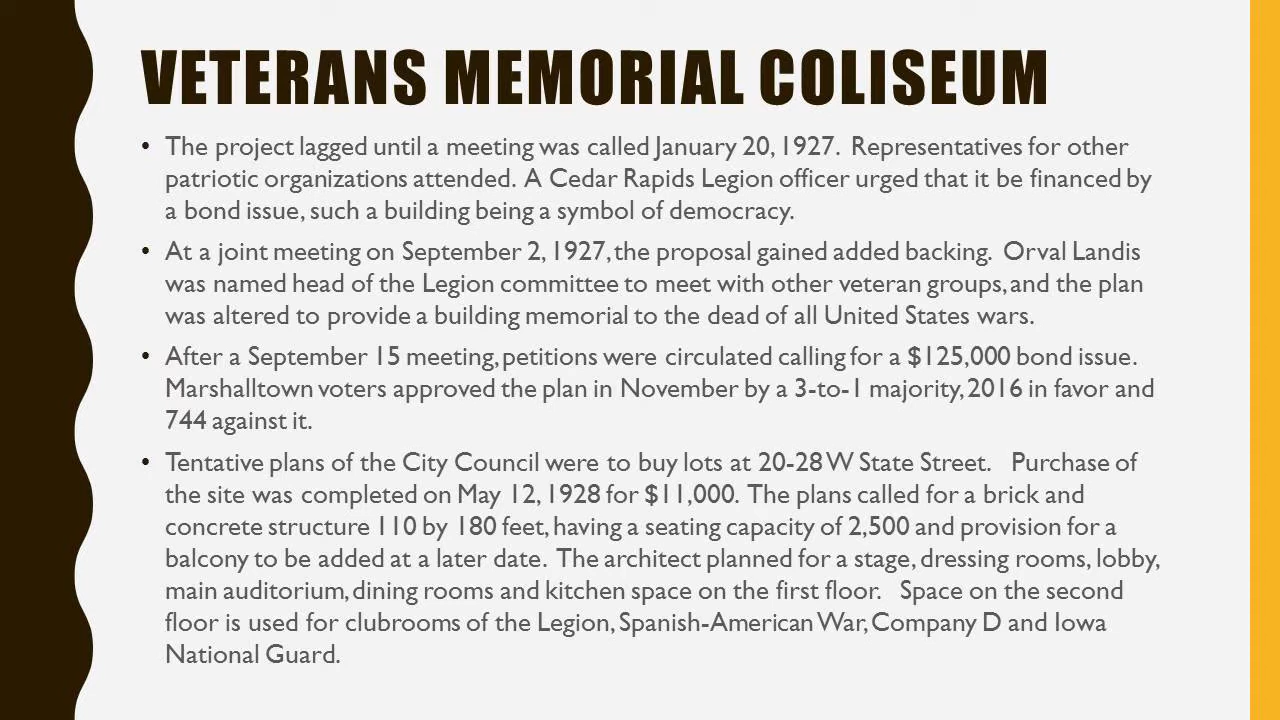 VETERANS MEMORIAL COLISEUM
• The project lagged until a meeting was called January 20, 1927.  Representatives for other
patriotic organizations attended.  A Cedar Rapids Legion officer urged that it be financed by
a bond issue, such a building being a symbol of democracy.
• At a joint meeting on September 2, 1927, the proposal gained added backing.  Orval Landis
was named head of the Legion committee to meet with other veteran groups, and the plan
was altered to provide a building memorial to the dead of all United States wars.
• After a September 15 meeting, petitions were circulated calling for a $125,000 bond issue.
Marshalltown voters approved the plan in November by a 3-to-1 majority, 2016 in favor and
744 against it.
• Tentative plans of the City Council were to buy lots at 20-28 W State Street.   Purchase of
the site was completed on May 12, 1928 for $11,000.  The plans called for a brick and
concrete structure 110 by 180 feet, having a seating capacity of 2,500 and provision for a
balcony to be added at a later date.  The architect planned for a stage, dressing rooms, lobby,
main auditorium, dining rooms and kitchen space on the first floor.   Space on the second
floor is used for clubrooms of the Legion, Spanish-American War, Company D and Iowa
National Guard.